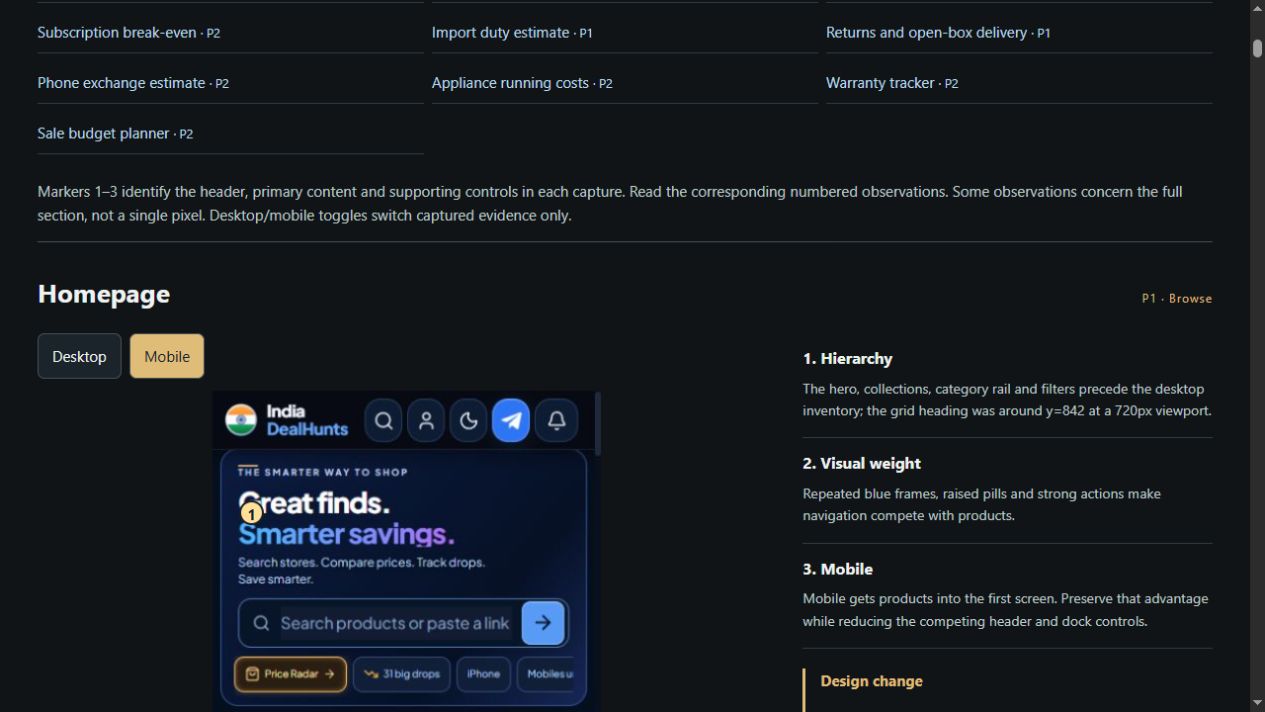 Subscription break-even · P2
Import duty estimate · P1
Returns and open-box delivery · P1
Phone exchange estimate · P2
Appliance running costs · P2
Warranty tracker · P2
Sale budget planner · P2
Markers 1–3 identify the header, primary content and supporting controls in each capture. Read the corresponding numbered observations. Some observations concern the full
section, not a single pixel. Desktop/mobile toggles switch captured evidence only.
Homepage
P1 · Browse
Desktop
Mobile
India
DealHunts
THE SMARTER WAY TO SHOP
Great finds.
1
Smarter savings.
Search stores. Compare prices. Track drops.
Save smarter.
Search products or paste a link
Price Radar →
31 big drops
iPhone
Mobiles u
1. Hierarchy
The hero, collections, category rail and filters precede the desktop
inventory; the grid heading was around y=842 at a 720px viewport.
2. Visual weight
Repeated blue frames, raised pills and strong actions make
navigation compete with products.
3. Mobile
Mobile gets products into the first screen. Preserve that advantage
while reducing the competing header and dock controls.
Design change